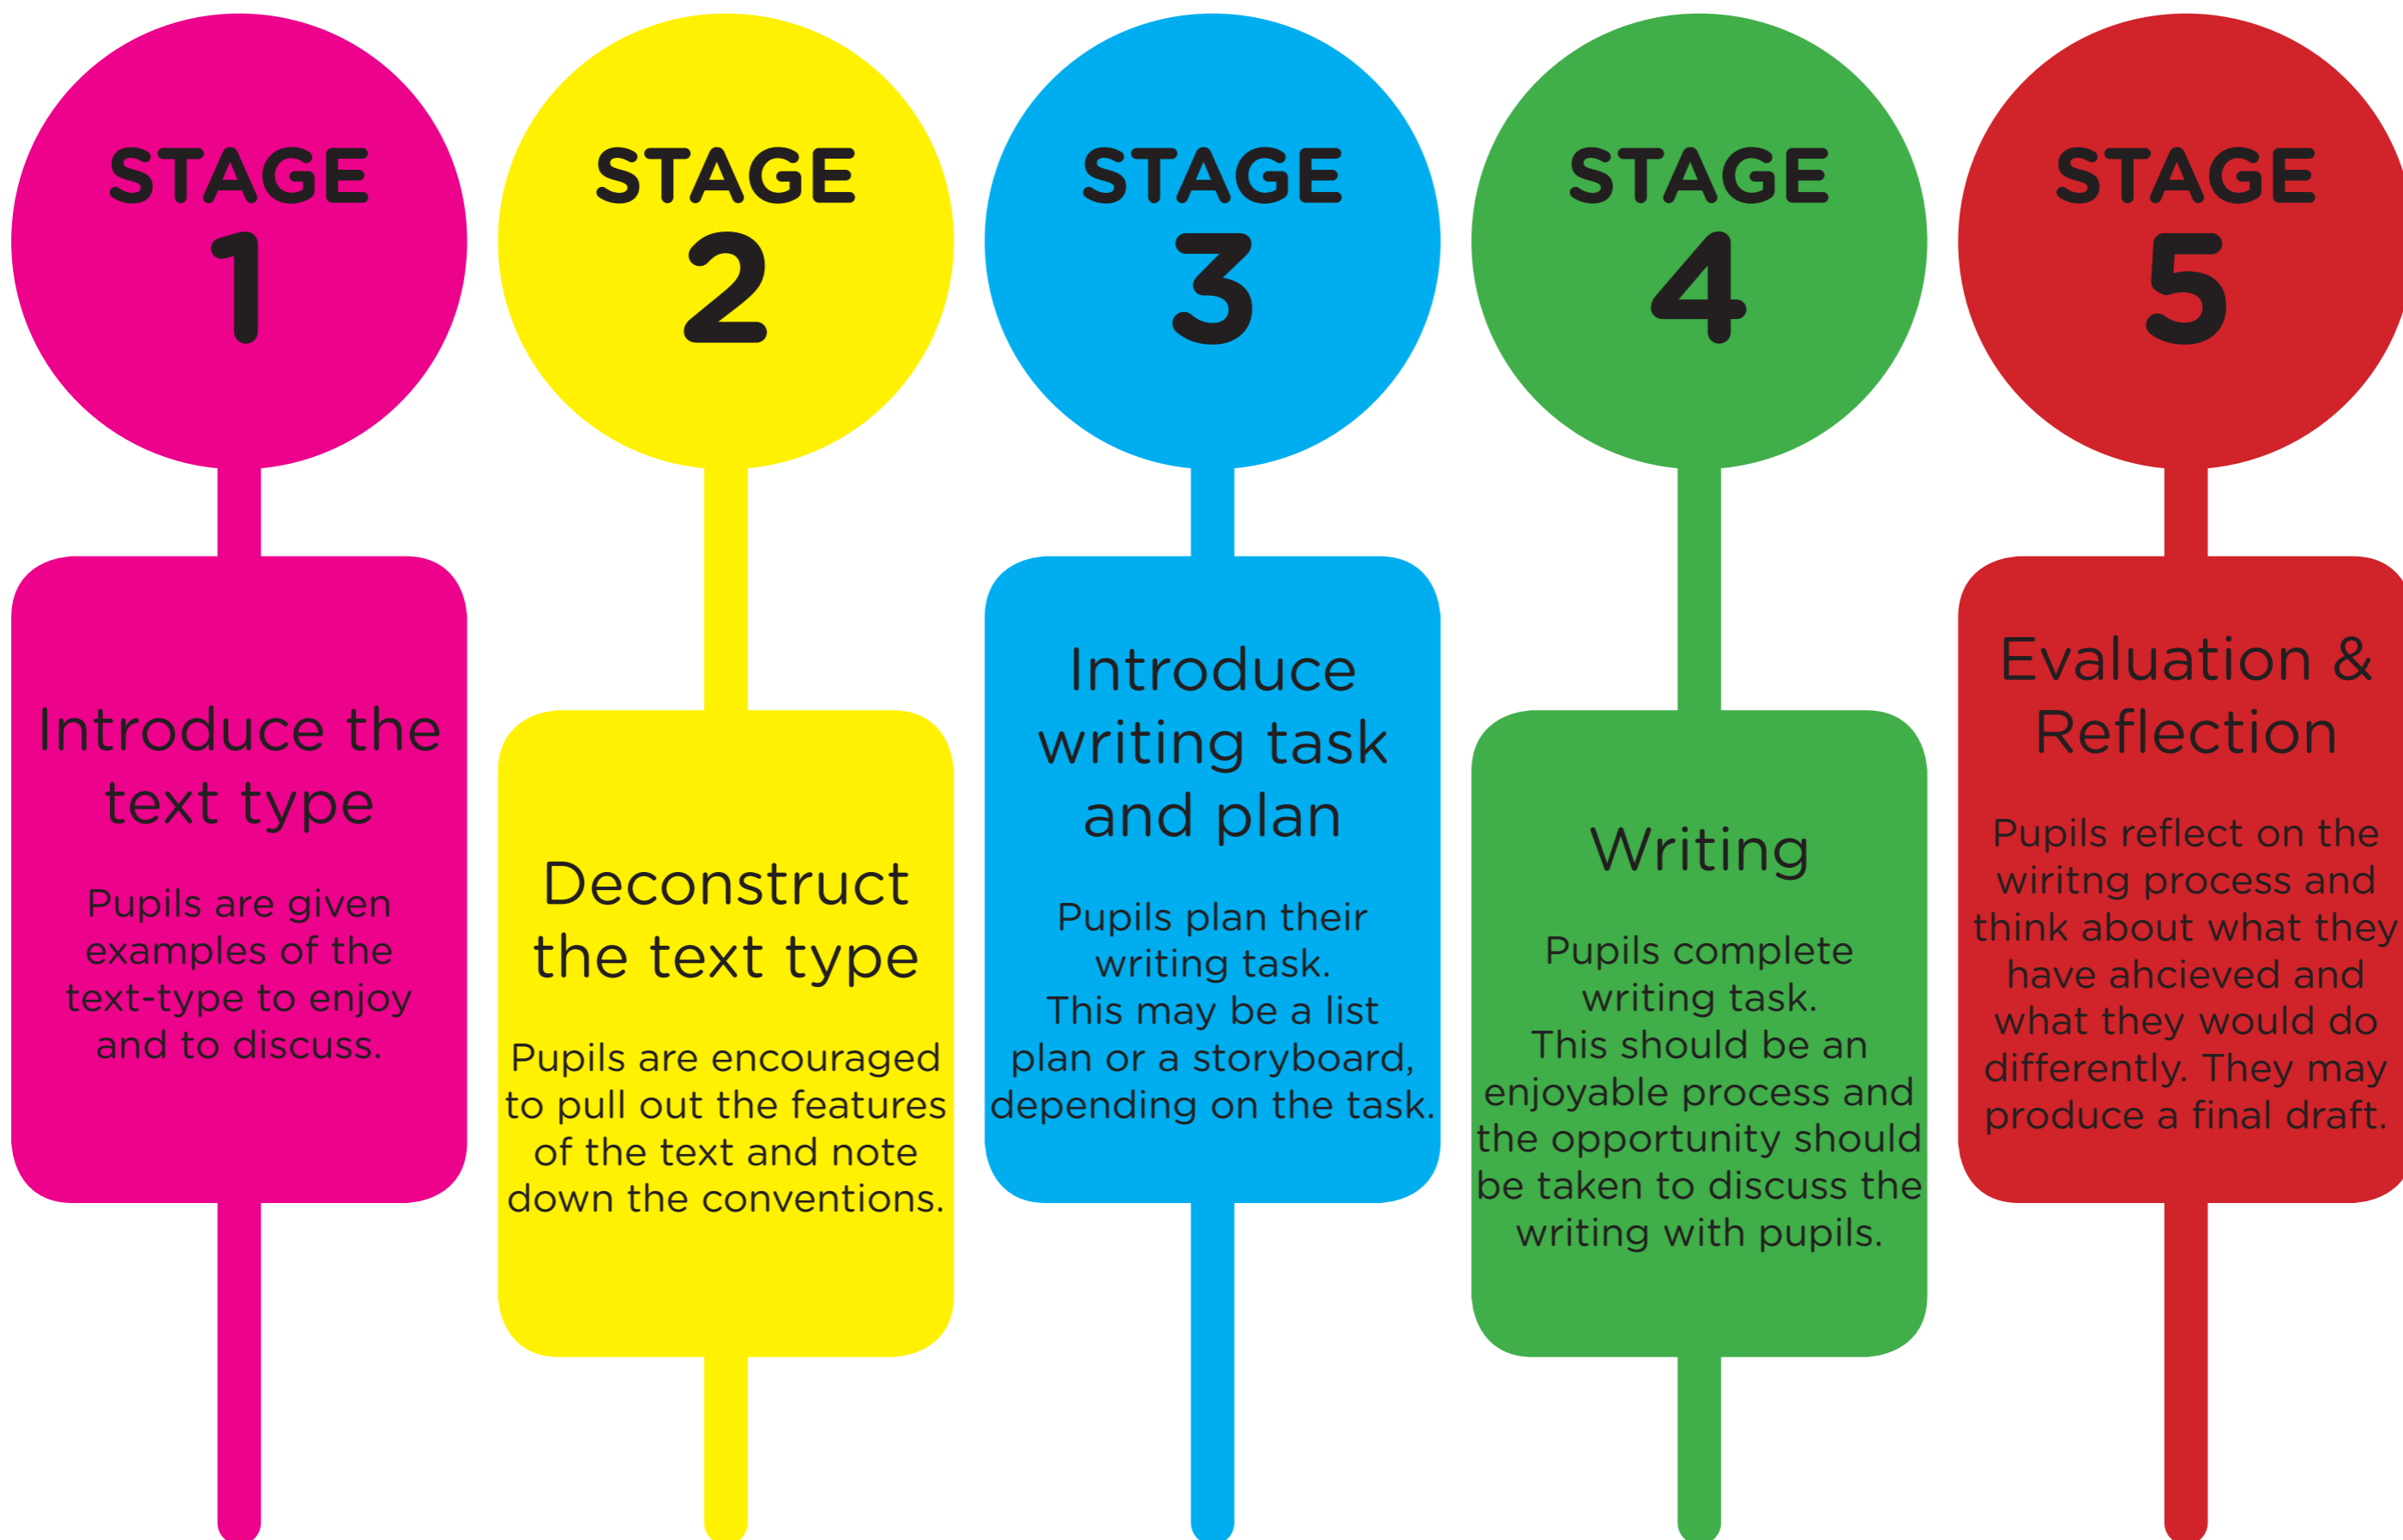 STAGE
1
Introduce the
text type
Pupils are given
examples of the
text-type to enjoy
and to discuss.
STAGE
2
Deconstruct
the text type
Pupils are encouraged
to pull out the features
of the text and note
down the conventions.
STAGE
3
Introduce
writing task
and plan
Pupils plan their
writing task.
This may be a list
plan or a storyboard,
depending on the task.
STAGE
4
Writing
Pupils complete
writing task.
This should be an
enjoyable process and
the opportunity should
be taken to discuss the
writing with pupils.
STAGE
5
Evaluation &
Reflection
Pupils reflect on the
wiritng process and
think about what they
have ahcieved and
what they would do
differently. They may
produce a final draft.